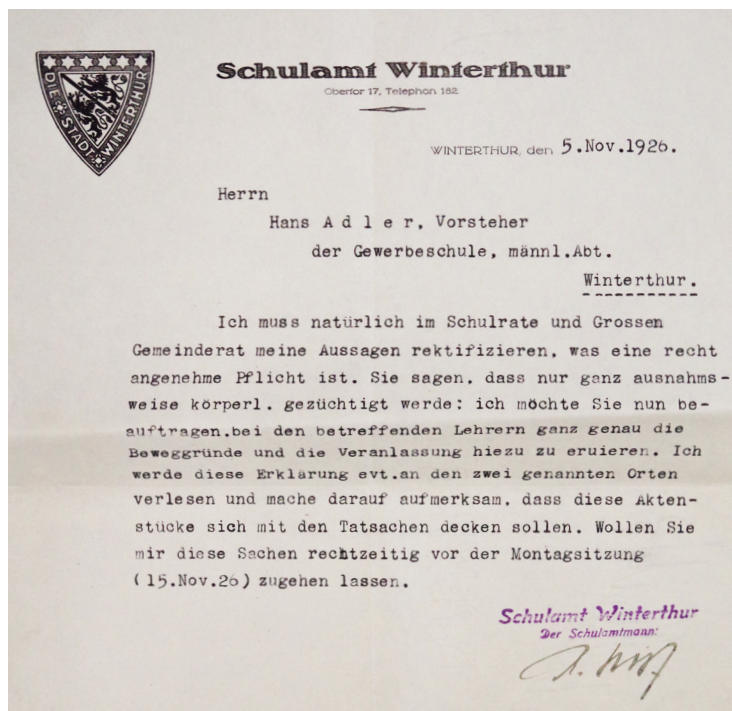 DIE STADT WINTERTHUR
Schulamt Winterthur
Obertor 17, Telephon 182
WINTERTHUR, den 5.Nov.1926.
Herrn
Hans A d l e r, Vorsteher
der Gewerbeschule, männl.Abt.
Winterthur.
Ich muss natürlich im Schulrate und Grossen
Gemeinderat meine Aussagen rektifizieren, was eine recht
angenehme Pflicht ist. Sie sagen, dass nur ganz ausnahms-
weise körperl. gezüchtigt werde; ich möchte Sie nun be-
auftragen,bei den betreffenden Lehrern ganz genau die
Beweggründe und die Veranlassung hiezu zu eruieren. Ich
werde diese Erklärung evt.an den zwei genannten Orten
verlesen und mache darauf aufmerksam, dass diese Akten-
stücke sich mit den Tatsachen decken sollen. Wollen Sie
mir diese Sachen rechtzeitig vor der Montagsitzung
(15.Nov.26) zugehen lassen.
Schulamt Winterthur
Der Schulamtmann: